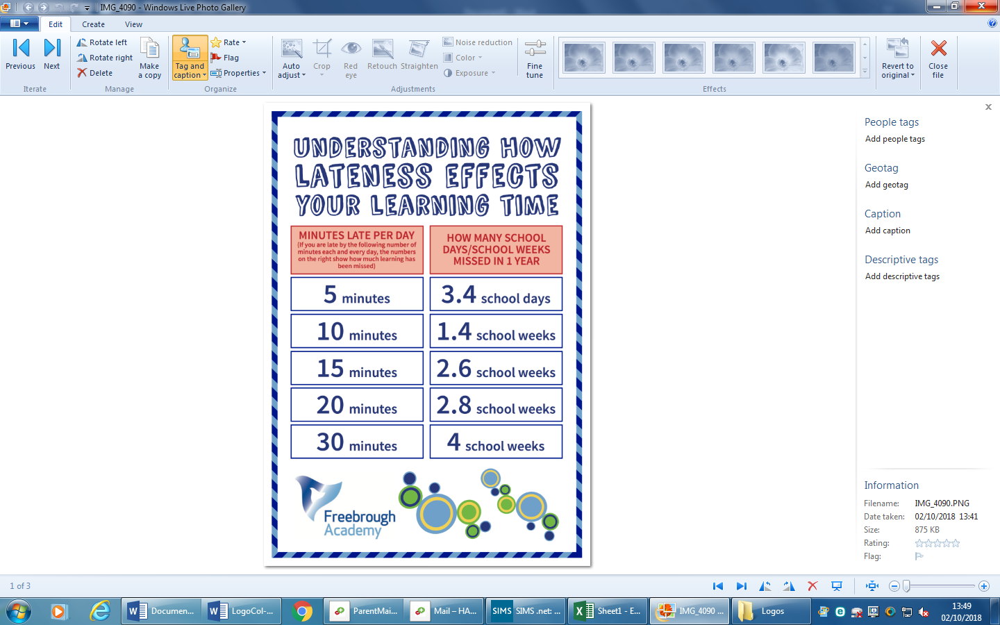 IMG_4090 - Windows Live Photo Gallery
Edit Create View
Previous
Next
Rotate left
Rotate right
Delete
Make
a copy
Tag and
caption
Rate
Flag
Properties
Auto
adjust
Crop
Red
eye
Retouch
Straighten
Noise reduction
Color
Exposure
Fine
tune
Revert to
original
Close
file
Iterate
Manage
Organize
Adjustments
Effects
UNDERSTANDING HOW
LATENESS EFFECTS
YOUR LEARNING TIME
MINUTES LATE PER DAY
(If you are late by the following number of
minutes each and every day, the numbers
on the right show how much learning has
been missed)
HOW MANY SCHOOL
DAYS/SCHOOL WEEKS
MISSED IN 1 YEAR
5 minutes
3.4 school days
10 minutes
1.4 school weeks
15 minutes
2.6 school weeks
20 minutes
2.8 school weeks
30 minutes
4 school weeks
Freebrough
Academy
People tags
Add people tags
Geotag
Add geotag
Caption
Add caption
Descriptive tags
Add descriptive tags
Information
Filename: IMG_4090.PNG
Date taken: 02/10/2018 13:41
Size: 875 KB
Rating:
Flag:
1 of 3
Documen...
LogoCol-...
ParentMai...
Mail – HA...
SIMS SIMS .net: ...
Sheet1 - E...
IMG_4090 ...
Logos
13:49
02/10/2018